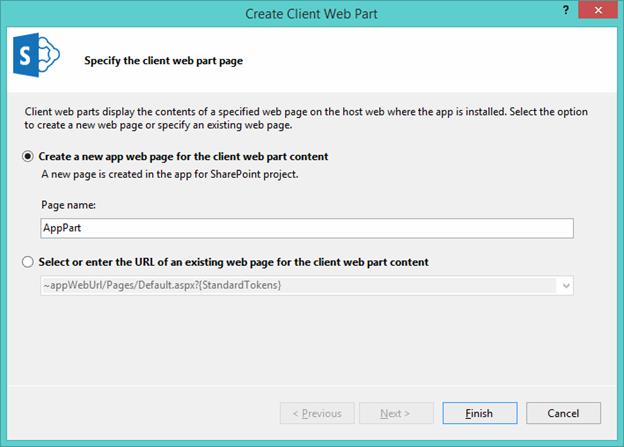 Create Client Web Part
?
x
S
Specify the client web part page
Client web parts display the contents of a specified web page on the host web where the app is installed. Select the option
to create a new web page or specify an existing web page.
Create a new app web page for the client web part content
A new page is created in the app for SharePoint project.
Page name:
AppPart
Select or enter the URL of an existing web page for the client web part content
~appWebUrl/Pages/Default.aspx?{StandardTokens}
< Previous
Next >
Finish
Cancel